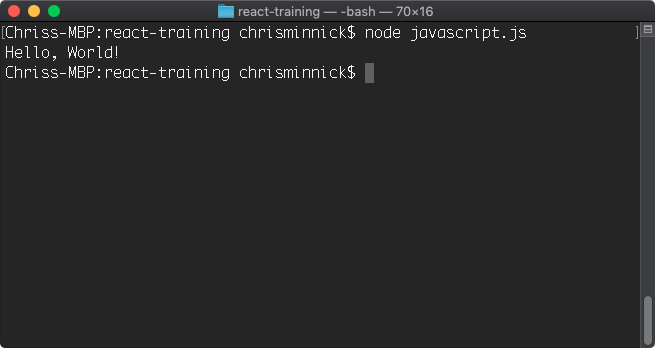 react-training — -bash — 70×16
[Chriss-MBP:react-training chrisminnick$ node javascript.js ]
Hello, World!
Chriss-MBP:react-training chrisminnick$